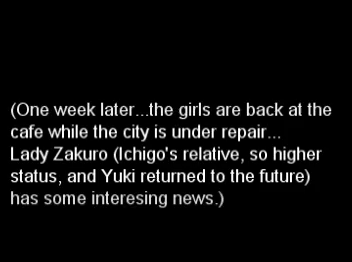 (One week later...the girls are back at the
cafe while the city is under repair...
Lady Zakuro (Ichigo's relative, so higher
status, and Yuki returned to the future)
has some interesing news.)